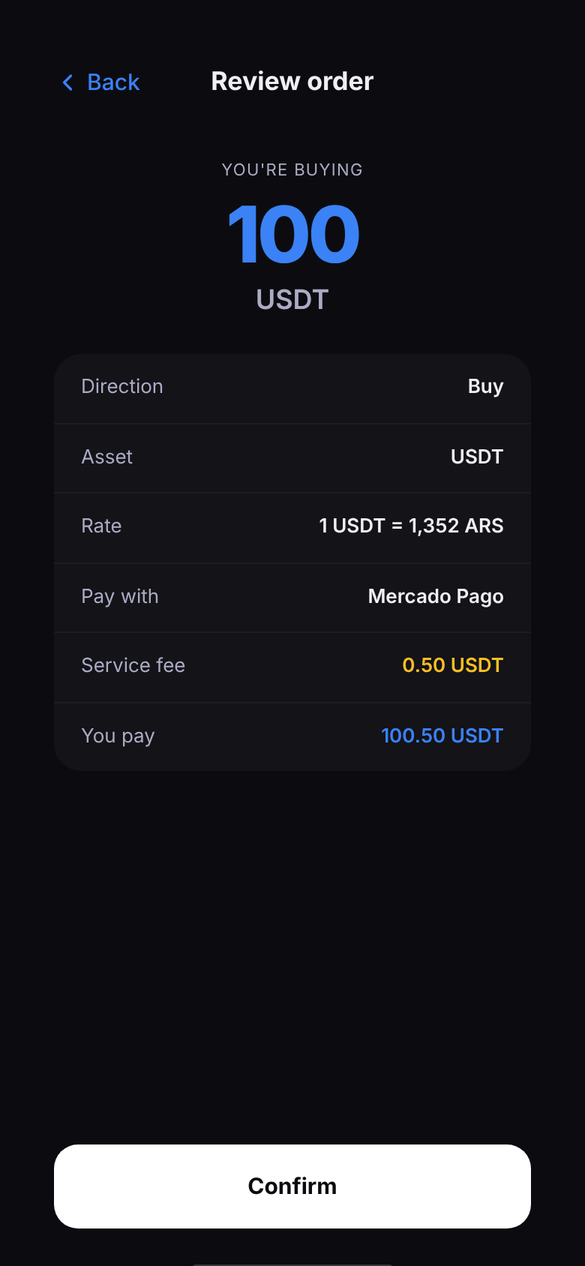 Back
Review order
YOU'RE BUYING
100
USDT
Direction Buy
Asset USDT
Rate 1 USDT = 1,352 ARS
Pay with Mercado Pago
Service fee 0.50 USDT
You pay 100.50 USDT
Confirm